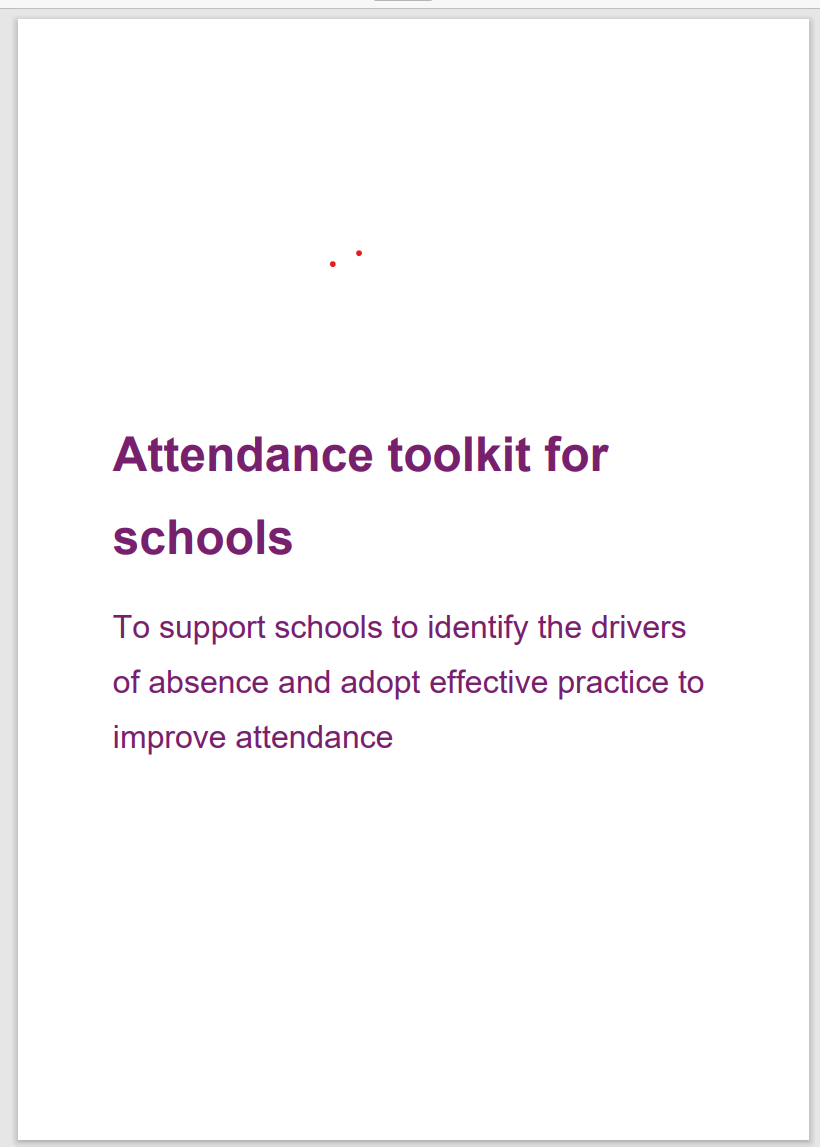 Attendance toolkit for
schools
To support schools to identify the drivers
of absence and adopt effective practice to
improve attendance